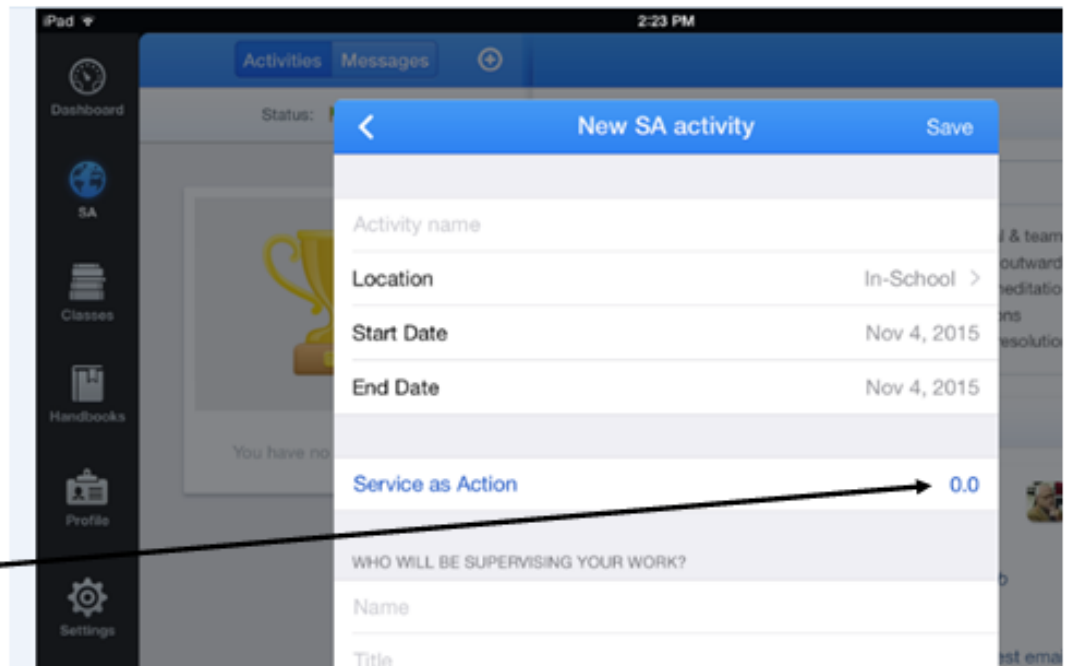 iPad 2:23 PM
Activities Messages
Dashboard
Status:
New SA activity Save
SA
Activity name
& team
Location In-School >
outward
Classes
Start Date Nov 4, 2015
End Date Nov 4, 2015
Handbooks
You have no
Service as Action 0.0
Profile
WHO WILL BE SUPERVISING YOUR WORK?
Name
Settings
Title